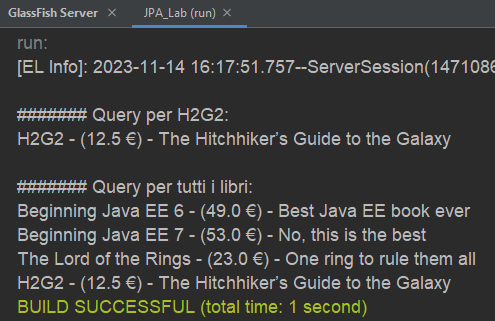 GlassFish Server × JPA_Lab (run) ×
run:
[EL Info]: 2023-11-14 16:17:51.757--ServerSession(1471086
####### Query per H2G2:
H2G2 - (12.5 €) - The Hitchhiker’s Guide to the Galaxy
####### Query per tutti i libri:
Beginning Java EE 6 - (49.0 €) - Best Java EE book ever
Beginning Java EE 7 - (53.0 €) - No, this is the best
The Lord of the Rings - (23.0 €) - One ring to rule them all
H2G2 - (12.5 €) - The Hitchhiker’s Guide to the Galaxy
BUILD SUCCESSFUL (total time: 1 second)